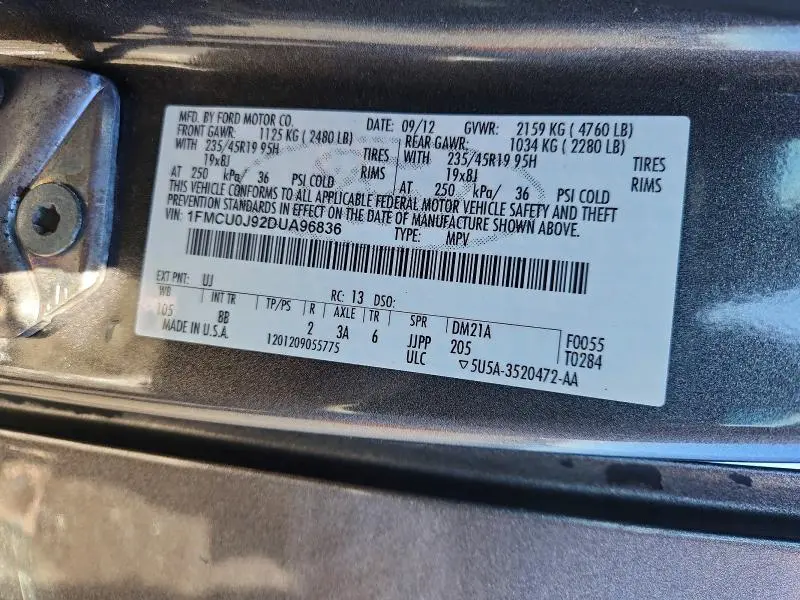 MFD. BY FORD MOTOR CO. DATE: 09/12 GVWR: 2159 KG ( 4760 LB)
FRONT GAWR: 1125 KG ( 2480 LB) REAR GAWR: 1034 KG ( 2280 LB)
WITH 235/45R19 95H TIRES WITH 235/45R19 95H TIRES
19x8J RIMS 19x8J RIMS
AT 250 kPa/ 36 PSI COLD AT 250 kPa/ 36 PSI COLD
THIS VEHICLE CONFORMS TO ALL APPLICABLE FEDERAL MOTOR VEHICLE SAFETY AND THEFT
PREVENTION STANDARDS IN EFFECT ON THE DATE OF MANUFACTURE SHOWN ABOVE.
VIN: 1FMCU0J92DUA96836 TYPE: MPV
EXT PNT: UJ RC: 13 DSO:
WB INT TR TP/PS R AXLE TR SPR DM21A F0055
105 BB 2 3A 6 JJPP 205 T0284
MADE IN U.S.A. 1201209055775 ULC ▽5U5A-3520472-AA